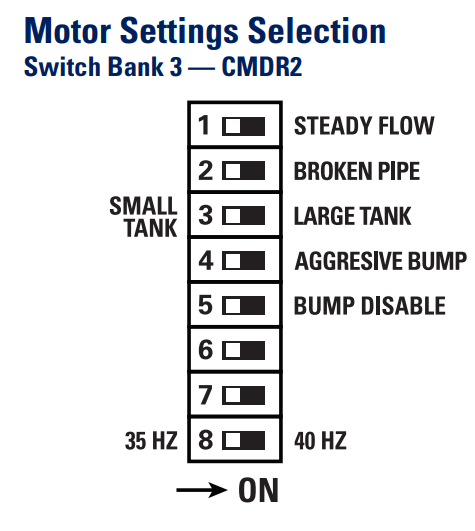 Motor Settings Selection
Switch Bank 3 — CMDR2
1 STEADY FLOW
2 BROKEN PIPE
SMALL
TANK 3 LARGE TANK
4 AGGRESIVE BUMP
5 BUMP DISABLE
6
7
35 HZ 8 40 HZ
→ ON